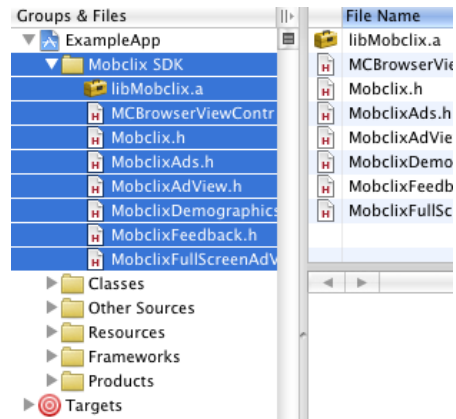 Groups & Files
ExampleApp
Mobclix SDK
libMobclix.a
MCBrowserViewContr
Mobclix.h
MobclixAds.h
MobclixAdView.h
MobclixDemographics
MobclixFeedback.h
MobclixFullScreenAdV
Classes
Other Sources
Resources
Frameworks
Products
Targets
File Name
libMobclix.a
MCBrowserVie
Mobclix.h
MobclixAds.h
MobclixAdVie
MobclixDemo
MobclixFeedb
MobclixFullSc